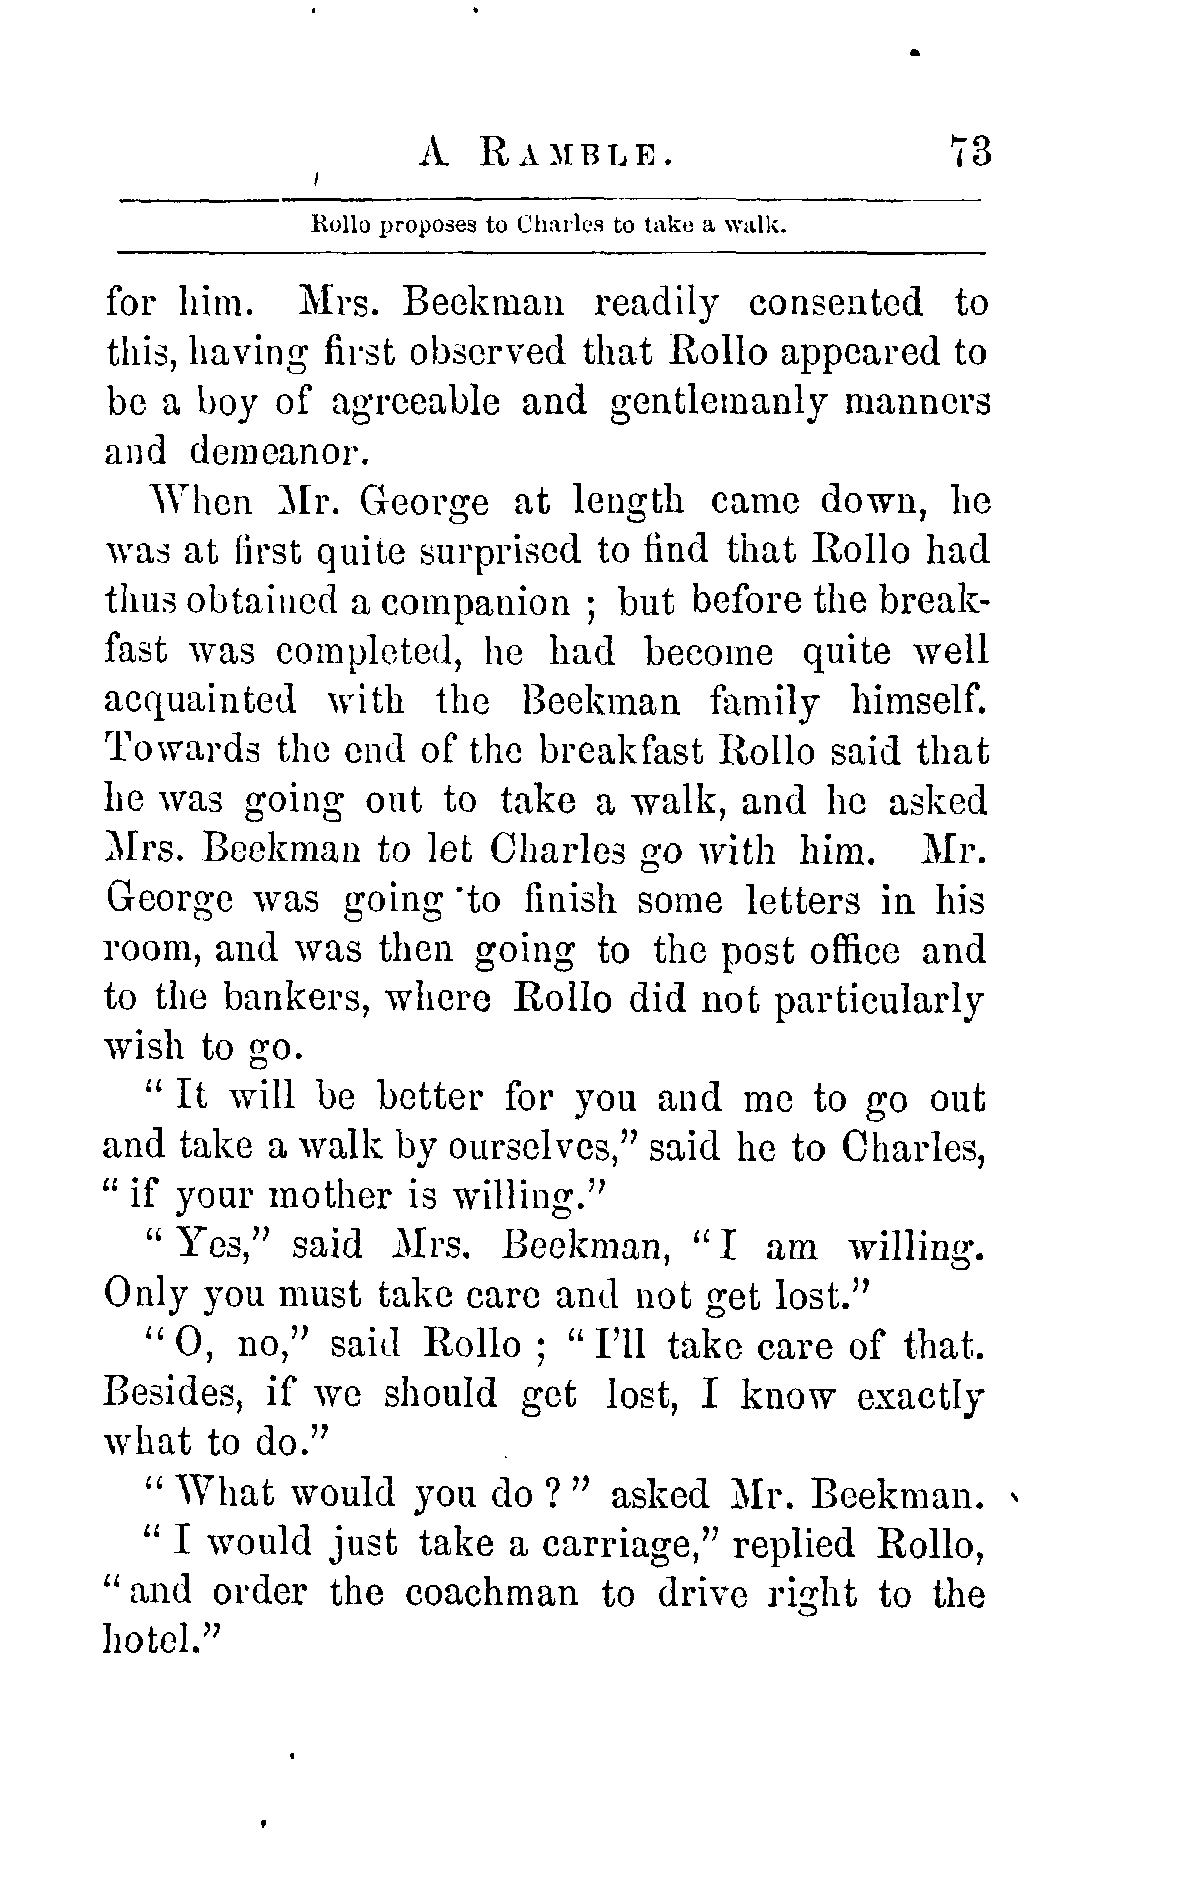 A RAMBLE. 73
Rollo proposes to Charles to take a walk.
for him. Mrs. Beekman readily consented to
this, having first observed that Rollo appeared to
be a boy of agreeable and gentlemanly manners
and demeanor.
When Mr. George at length came down, he
was at first quite surprised to find that Rollo had
thus obtained a companion ; but before the break-
fast was completed, he had become quite well
acquainted with the Beekman family himself.
Towards the end of the breakfast Rollo said that
he was going out to take a walk, and he asked
Mrs. Beekman to let Charles go with him. Mr.
George was going to finish some letters in his
room, and was then going to the post office and
to the bankers, where Rollo did not particularly
wish to go.
“ It will be better for you and me to go out
and take a walk by ourselves,” said he to Charles,
“ if your mother is willing.”
“ Yes,” said Mrs. Beekman, “ I am willing.
Only you must take care and not get lost.”
“ O, no,” said Rollo ; “ I’ll take care of that.
Besides, if we should get lost, I know exactly
what to do.”
“ What would you do ? ” asked Mr. Beekman.
“ I would just take a carriage,” replied Rollo,
“ and order the coachman to drive right to the
hotel.”